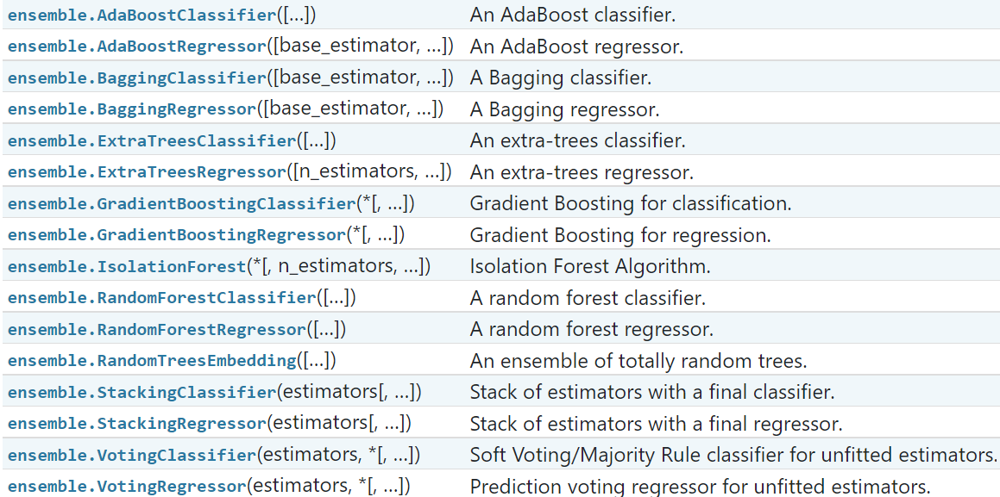 ensemble.AdaBoostClassifier([...]) An AdaBoost classifier.
ensemble.AdaBoostRegressor([base_estimator, ...]) An AdaBoost regressor.
ensemble.BaggingClassifier([base_estimator, ...]) A Bagging classifier.
ensemble.BaggingRegressor([base_estimator, ...]) A Bagging regressor.
ensemble.ExtraTreesClassifier([...]) An extra-trees classifier.
ensemble.ExtraTreesRegressor([n_estimators, ...]) An extra-trees regressor.
ensemble.GradientBoostingClassifier(*[, ...]) Gradient Boosting for classification.
ensemble.GradientBoostingRegressor(*[, ...]) Gradient Boosting for regression.
ensemble.IsolationForest(*[, n_estimators, ...]) Isolation Forest Algorithm.
ensemble.RandomForestClassifier([...]) A random forest classifier.
ensemble.RandomForestRegressor([...]) A random forest regressor.
ensemble.RandomTreesEmbedding([...]) An ensemble of totally random trees.
ensemble.StackingClassifier(estimators[, ...]) Stack of estimators with a final classifier.
ensemble.StackingRegressor(estimators[, ...]) Stack of estimators with a final regressor.
ensemble.VotingClassifier(estimators, *[, ...]) Soft Voting/Majority Rule classifier for unfitted estimators.
ensemble.VotingRegressor(estimators, *[, ...]) Prediction voting regressor for unfitted estimators.